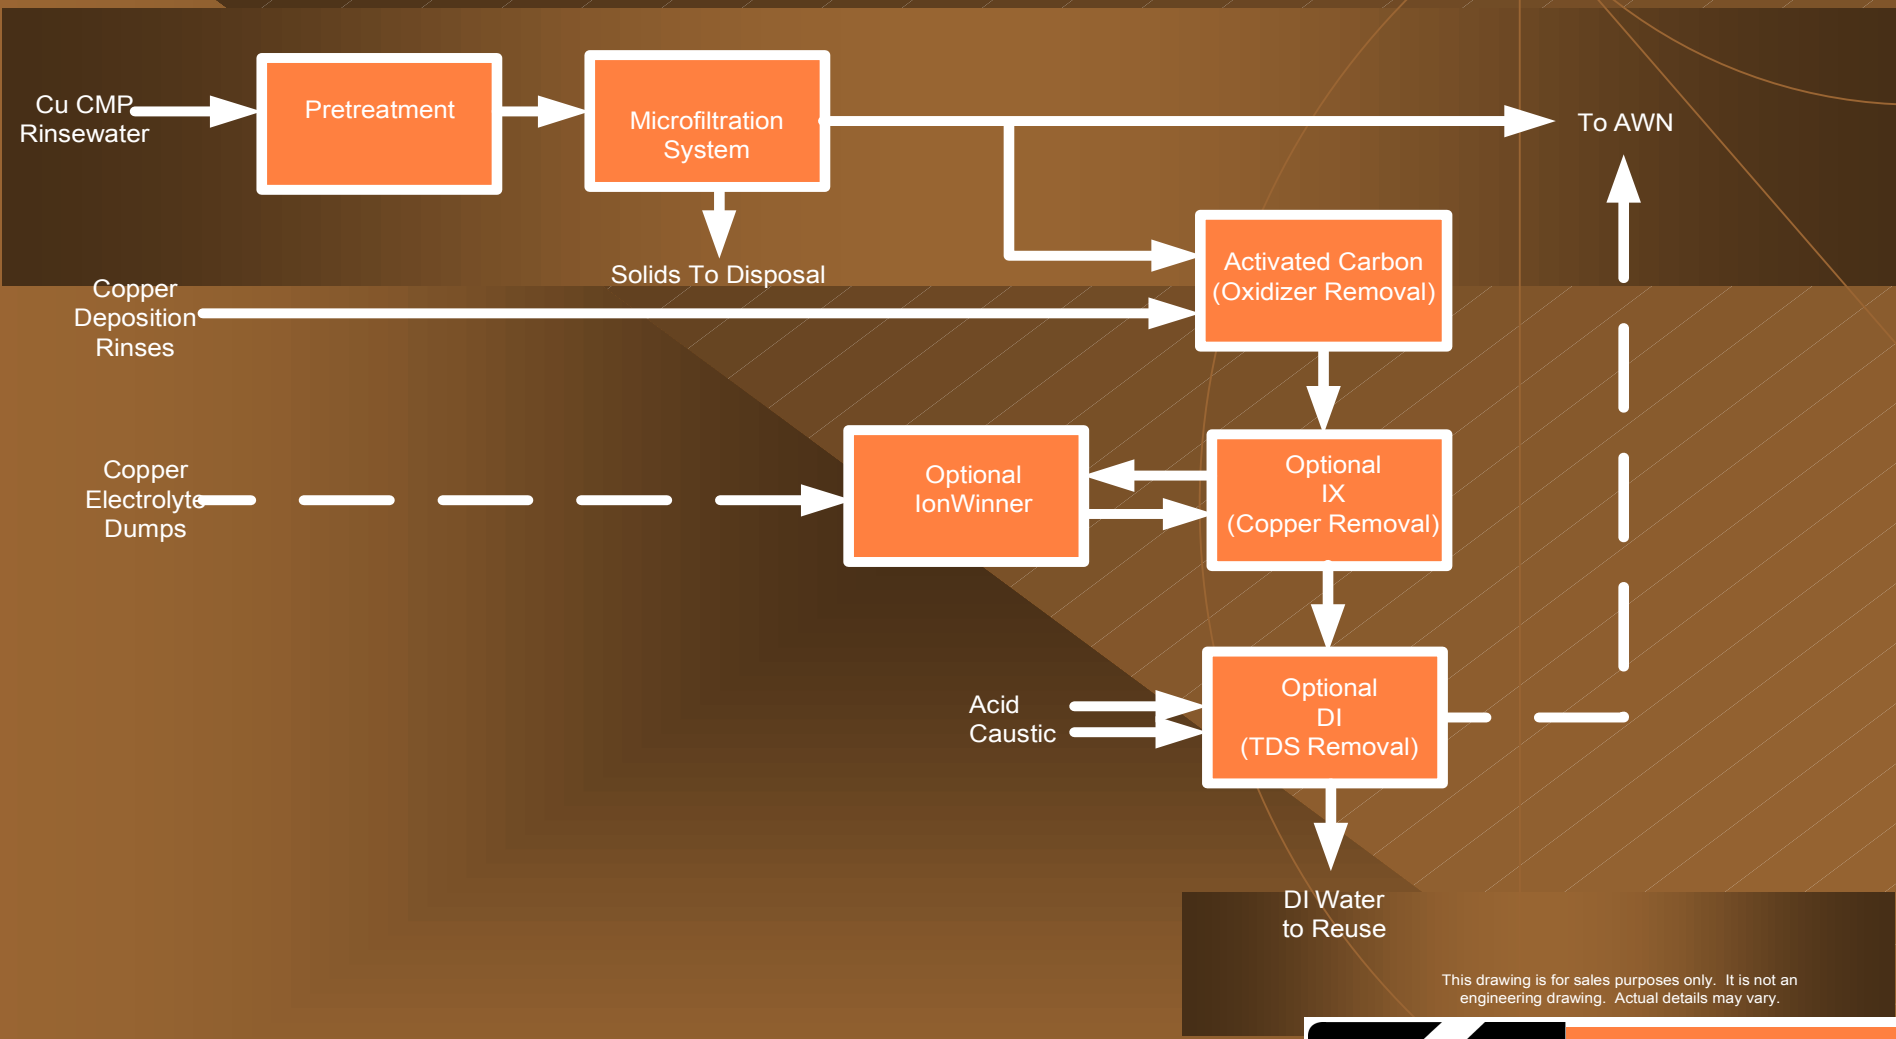 Cu CMP
Rinsewater
Pretreatment
Microfiltration
System
To AWN
Solids To Disposal
Activated Carbon
(Oxidizer Removal)
Copper
Deposition
Rinses
Copper
Electrolyte
Dumps
Optional
IonWinner
Optional
IX
(Copper Removal)
Acid
Caustic
Optional
DI
(TDS Removal)
DI Water
to Reuse
This drawing is for sales purposes only.  It is not an
engineering drawing.  Actual details may vary.